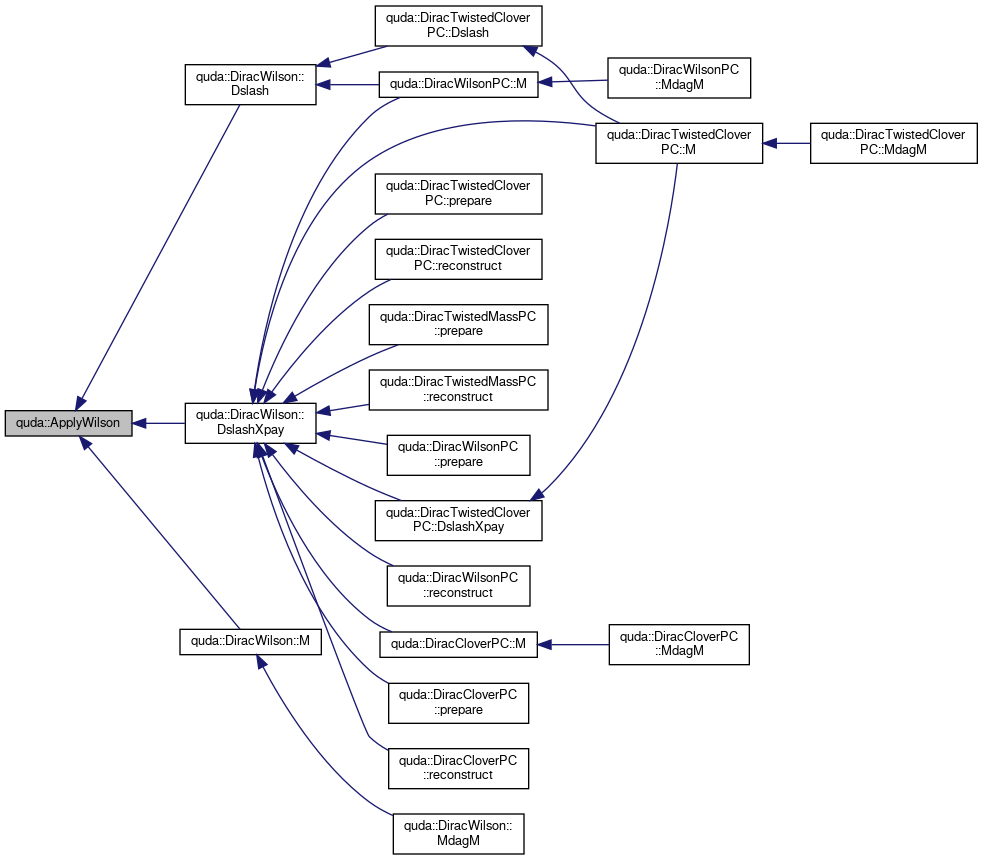 quda::DiracTwistedClover
PC::Dslash
quda::DiracWilson::
Dslash
quda::DiracWilsonPC::M
quda::DiracWilsonPC
::MdagM
quda::DiracTwistedClover
PC::M
quda::DiracTwistedClover
PC::MdagM
quda::DiracTwistedClover
PC::prepare
quda::DiracTwistedClover
PC::reconstruct
quda::DiracTwistedMassPC
::prepare
quda::DiracTwistedMassPC
::reconstruct
quda::ApplyWilson
quda::DiracWilson::
DslashXpay
quda::DiracWilsonPC
::prepare
quda::DiracTwistedClover
PC::DslashXpay
quda::DiracWilsonPC
::reconstruct
quda::DiracWilson::M
quda::DiracCloverPC::M
quda::DiracCloverPC
::MdagM
quda::DiracCloverPC
::prepare
quda::DiracCloverPC
::reconstruct
quda::DiracWilson::
MdagM